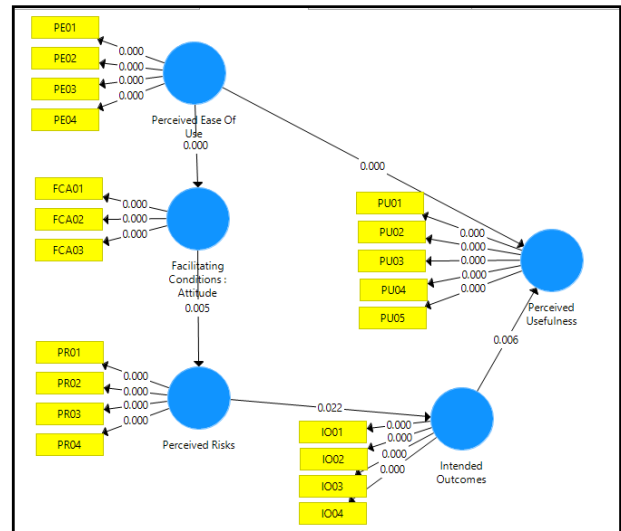 PE01
0.000
PE02
0.000
PE03
0.000
0.000
PE04
Perceived Ease Of
Use
0.000
0.000
FCA01
0.000
FCA02
0.000
FCA03
0.000
Facilitating
Conditions :
Attitude
0.005
PU01
PU02
0.000
0.000
PU03
0.000
PU04
0.000
0.000
PU05
Perceived
Usefulness
0.006
PR01
0.000
PR02
0.000
PR03
0.000
0.000
PR04
Perceived Risks
0.022
IO01
0.000
0.000
IO02
0.000
IO03
0.000
IO04
Intended
Outcomes